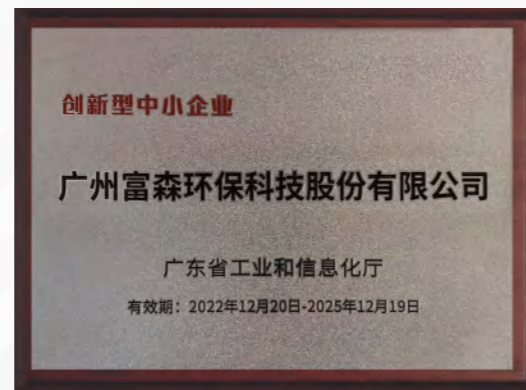 创新型中小企业
广州富森环保科技股份有限公司
广东省工业和信息化厅
有效期：2022年12月20日-2025年12月19日